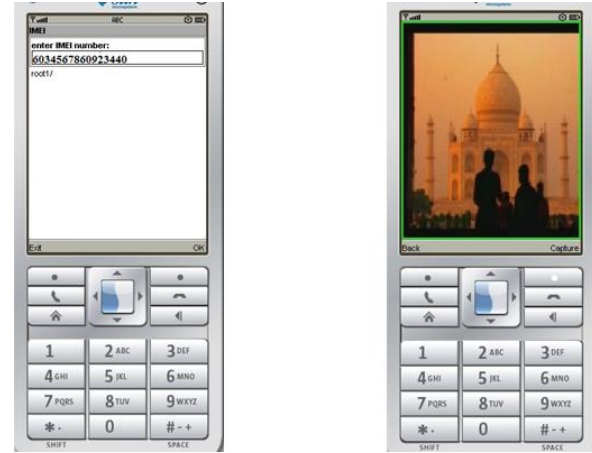 ABC
IMEI
enter IMEI number:
6034567860923440
root1/
Exit OK
1 2 ABC 3 DEF
4 GHI 5 JKL 6 MNO
7 PQRS 8 TUV 9 WXYZ
* . 0 # - +
SHIFT SPACE
Back Capture
1 2 ABC 3 DEF
4 GHI 5 JKL 6 MNO
7 PQRS 8 TUV 9 WXYZ
* . 0 # - +
SHIFT SPACE